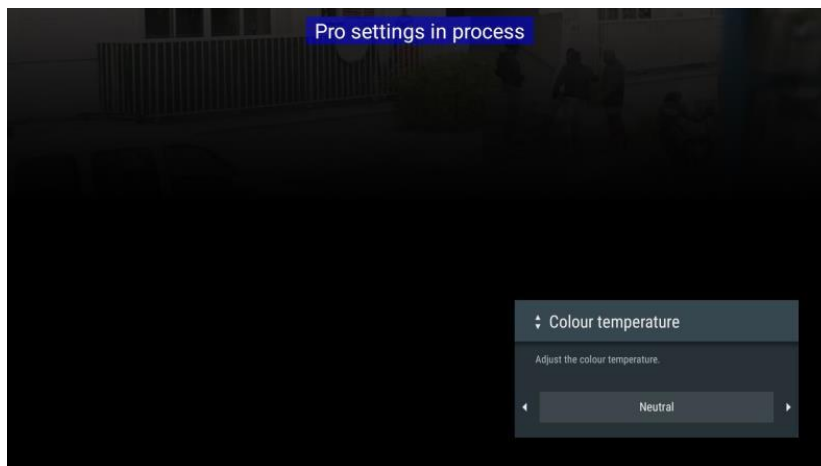 Pro settings in process
Colour temperature
Adjust the colour temperature.
Neutral